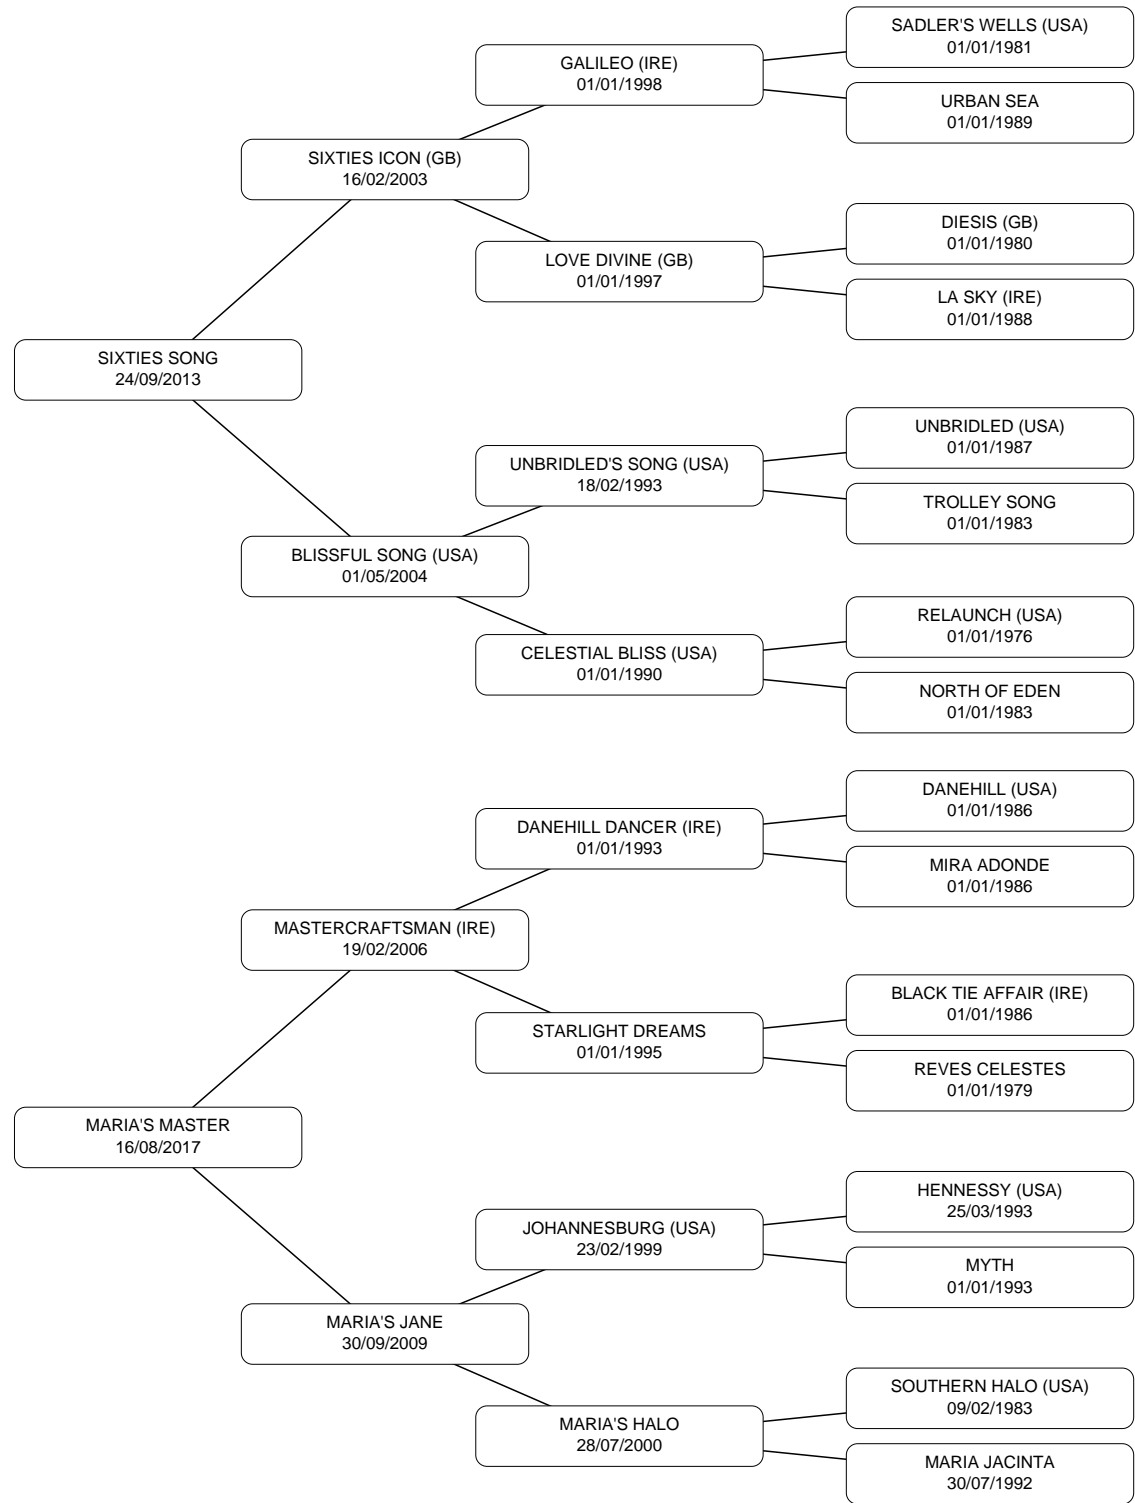 SADLER'S WELLS (USA)
01/01/1981
GALILEO (IRE)
01/01/1998
URBAN SEA
01/01/1989
SIXTIES ICON (GB)
16/02/2003
DIESIS (GB)
01/01/1980
LOVE DIVINE (GB)
01/01/1997
LA SKY (IRE)
01/01/1988
SIXTIES SONG
24/09/2013
UNBRIDLED (USA)
01/01/1987
UNBRIDLED'S SONG (USA)
18/02/1993
TROLLEY SONG
01/01/1983
BLISSFUL SONG (USA)
01/05/2004
RELAUNCH (USA)
01/01/1976
CELESTIAL BLISS (USA)
01/01/1990
NORTH OF EDEN
01/01/1983
DANEHILL (USA)
01/01/1986
DANEHILL DANCER (IRE)
01/01/1993
MIRA ADONDE
01/01/1986
MASTERCRAFTSMAN (IRE)
19/02/2006
BLACK TIE AFFAIR (IRE)
01/01/1986
STARLIGHT DREAMS
01/01/1995
REVES CELESTES
01/01/1979
MARIA'S MASTER
16/08/2017
HENNESSY (USA)
25/03/1993
JOHANNESBURG (USA)
23/02/1999
MYTH
01/01/1993
MARIA'S JANE
30/09/2009
SOUTHERN HALO (USA)
09/02/1983
MARIA'S HALO
28/07/2000
MARIA JACINTA
30/07/1992